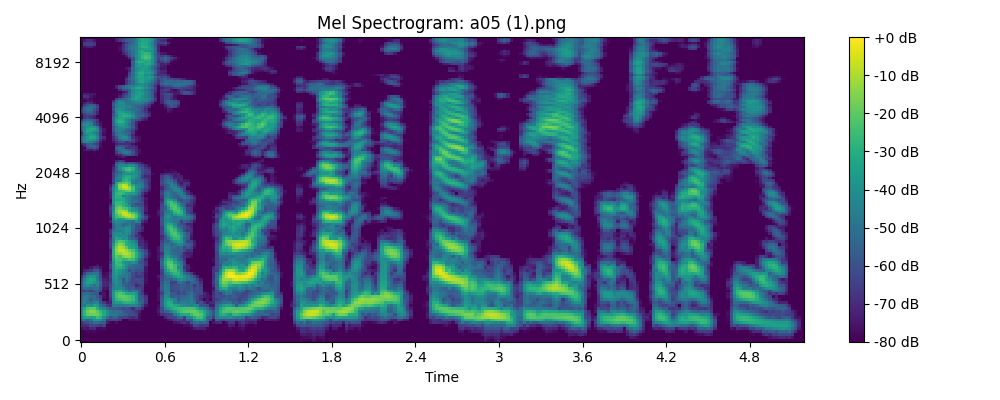 Mel Spectrogram: a05 (1).png
8192
4096
2048
1024
512
0
Hz
0
0.6
1.2
1.8
2.4
3
3.6
4.2
4.8
Time
+0 dB
-10 dB
-20 dB
-30 dB
-40 dB
-50 dB
-60 dB
-70 dB
-80 dB